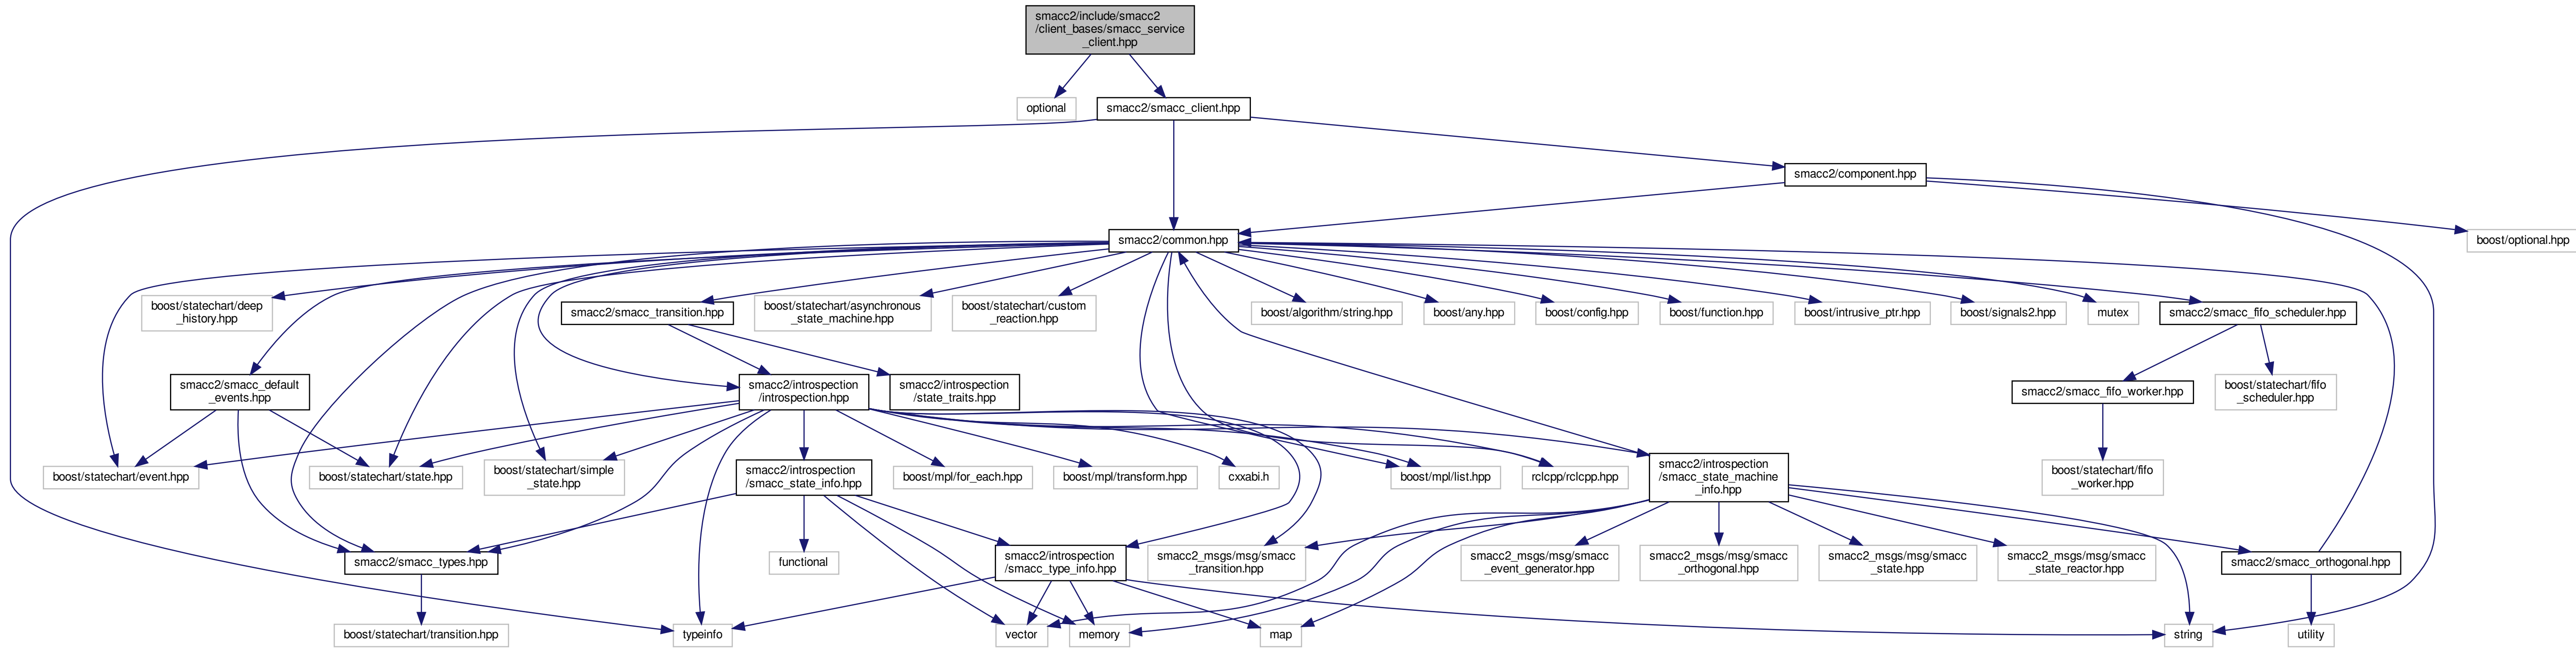 smacc2/include/smacc2
/client_bases/smacc_service
_client.hpp
optional
smacc2/smacc_client.hpp
smacc2/component.hpp
smacc2/common.hpp
boost/optional.hpp
boost/statechart/deep
_history.hpp
smacc2/smacc_transition.hpp
boost/statechart/asynchronous
_state_machine.hpp
boost/statechart/custom
_reaction.hpp
boost/algorithm/string.hpp
boost/any.hpp
boost/config.hpp
boost/function.hpp
boost/intrusive_ptr.hpp
boost/signals2.hpp
mutex
smacc2/smacc_fifo_scheduler.hpp
smacc2/smacc_default
_events.hpp
smacc2/introspection
/introspection.hpp
smacc2/introspection
/state_traits.hpp
smacc2/smacc_fifo_worker.hpp
boost/statechart/fifo
_scheduler.hpp
boost/statechart/event.hpp
boost/statechart/state.hpp
boost/statechart/simple
_state.hpp
smacc2/introspection
/smacc_state_info.hpp
boost/mpl/for_each.hpp
boost/mpl/transform.hpp
cxxabi.h
boost/mpl/list.hpp
rclcpp/rclcpp.hpp
smacc2/introspection
/smacc_state_machine
_info.hpp
boost/statechart/fifo
_worker.hpp
smacc2/smacc_types.hpp
functional
smacc2/introspection
/smacc_type_info.hpp
smacc2_msgs/msg/smacc
_transition.hpp
smacc2_msgs/msg/smacc
_event_generator.hpp
smacc2_msgs/msg/smacc
_orthogonal.hpp
smacc2_msgs/msg/smacc
_state.hpp
smacc2_msgs/msg/smacc
_state_reactor.hpp
smacc2/smacc_orthogonal.hpp
boost/statechart/transition.hpp
typeinfo
vector
memory
map
string
utility